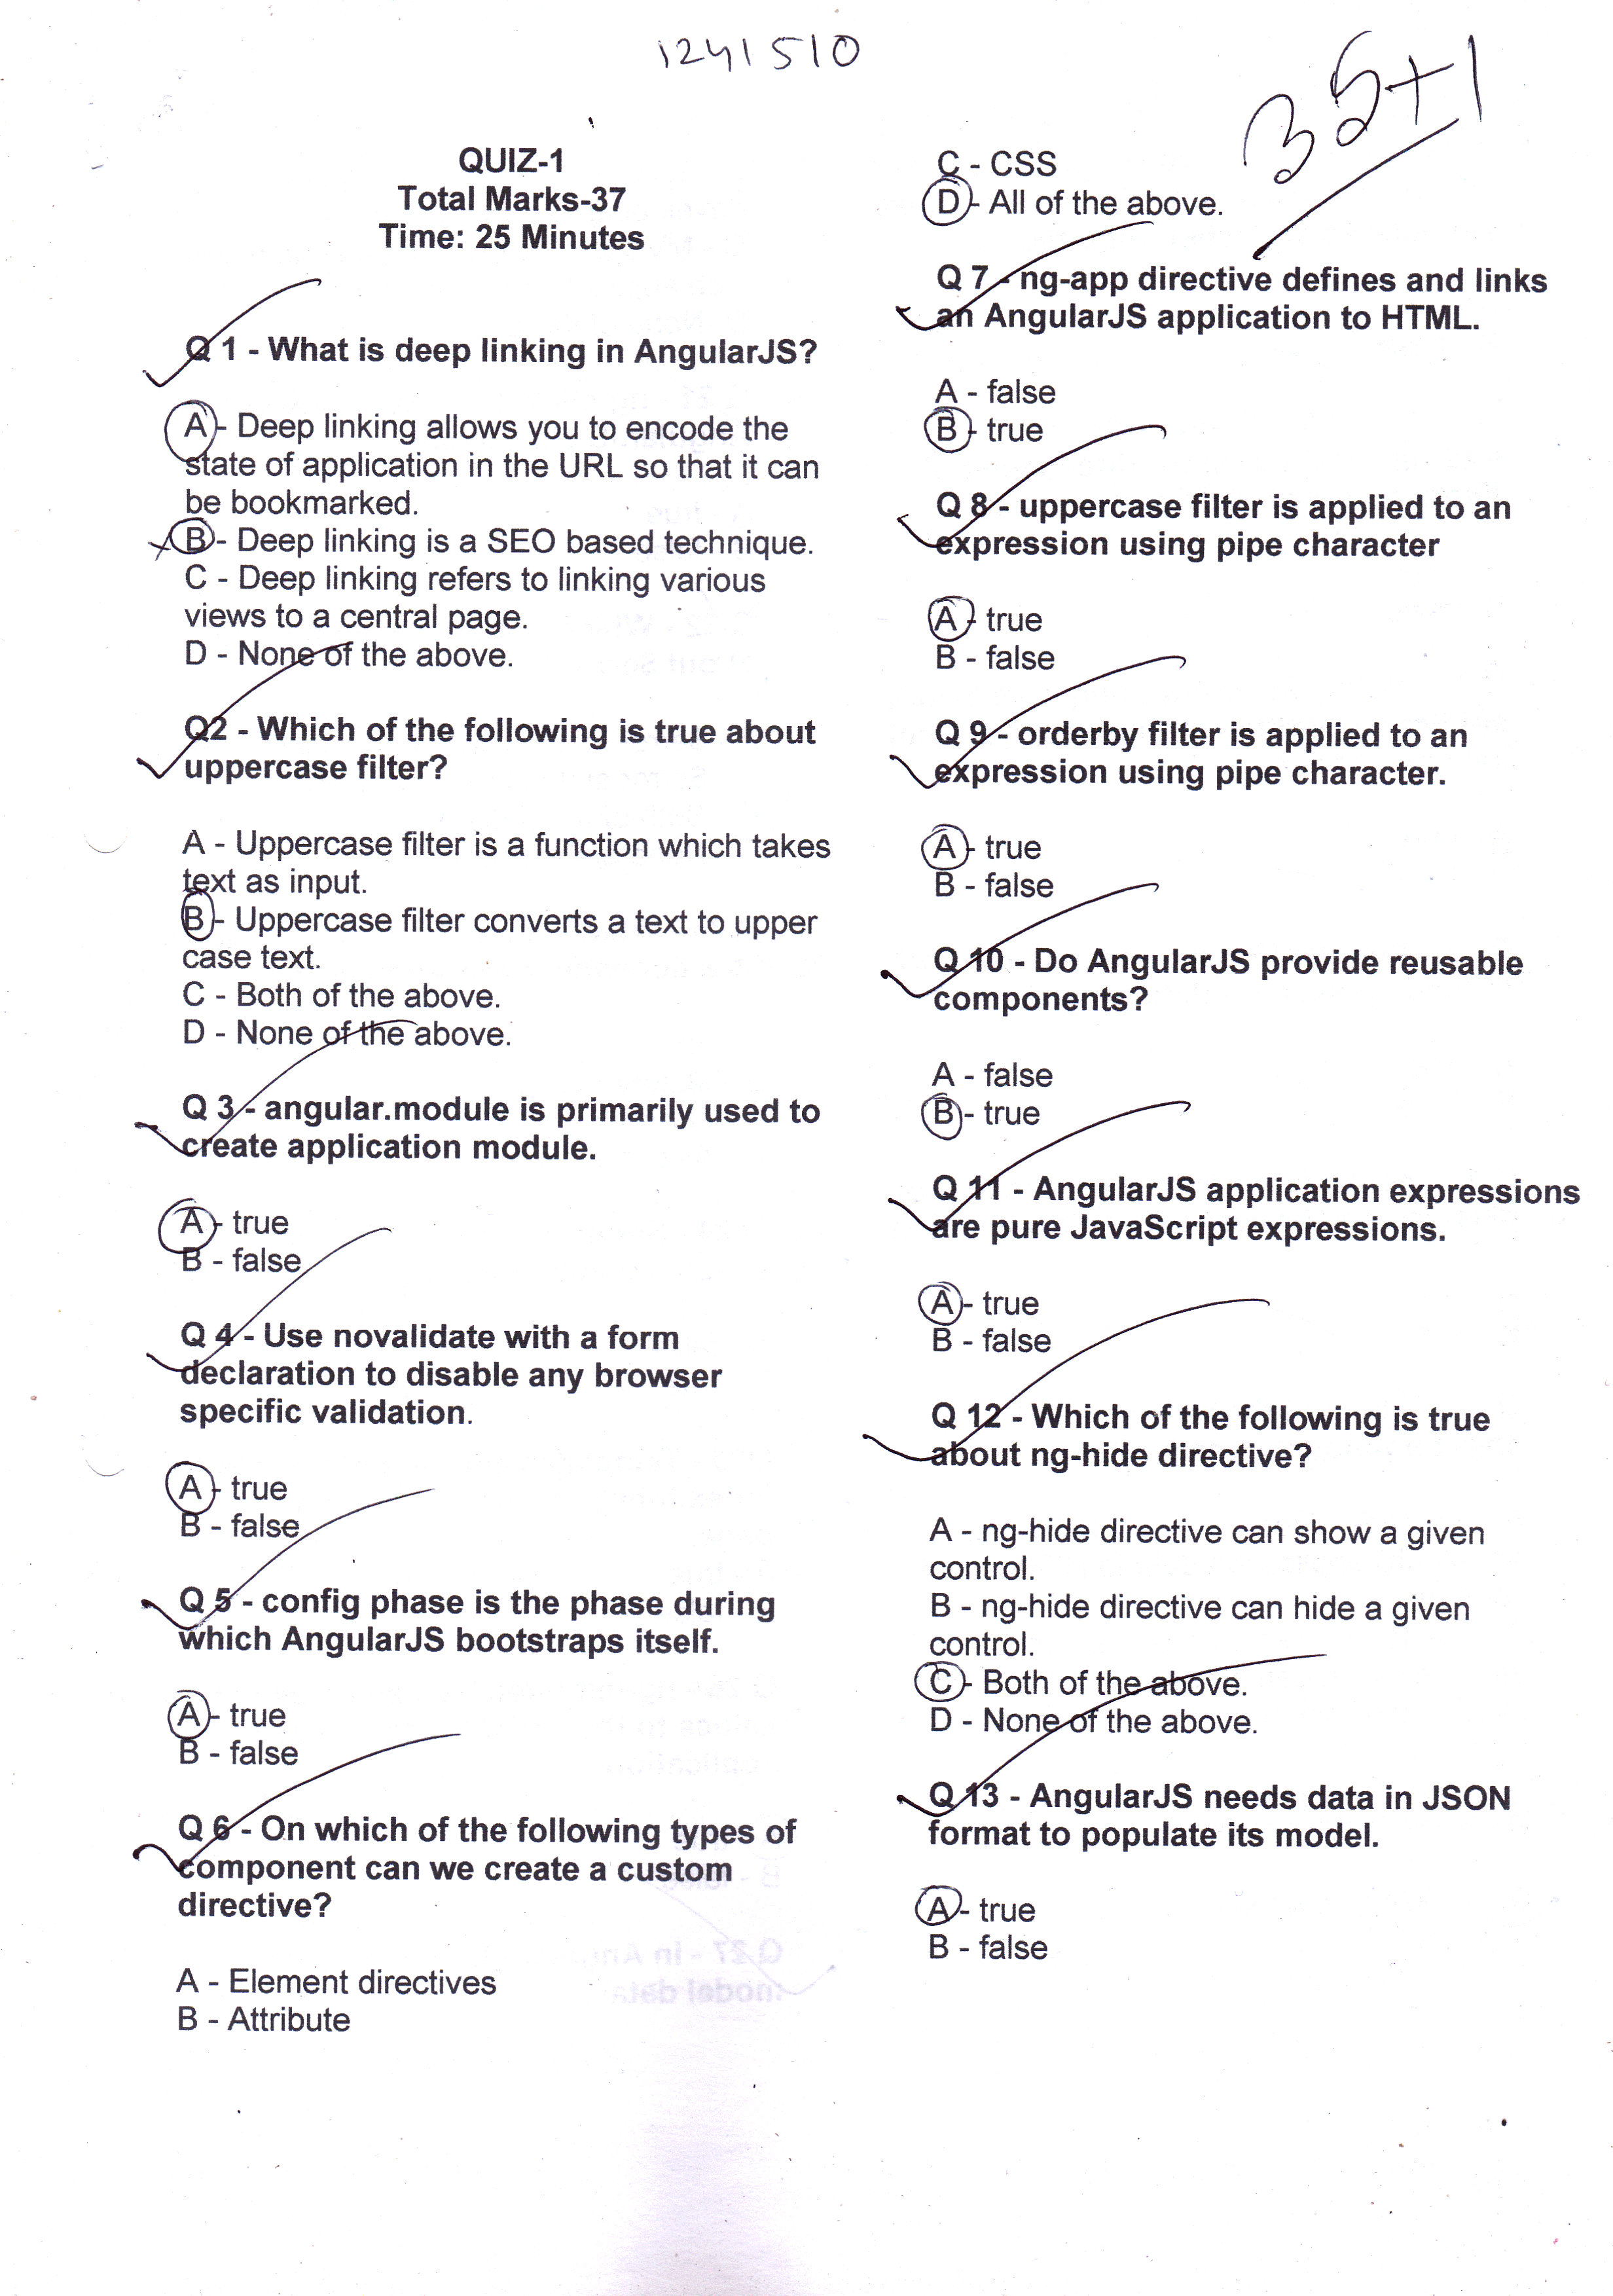 1241510
35+1
QUIZ-1
Total Marks-37
Time: 25 Minutes
Q 1 - What is deep linking in AngularJS?
A - Deep linking allows you to encode the
state of application in the URL so that it can
be bookmarked.
B - Deep linking is a SEO based technique.
C - Deep linking refers to linking various
views to a central page.
D - None of the above.
Q2 - Which of the following is true about
uppercase filter?
A - Uppercase filter is a function which takes
text as input.
B - Uppercase filter converts a text to upper
case text.
C - Both of the above.
D - None of the above.
Q 3 - angular.module is primarily used to
create application module.
A - true
B - false
Q 4 - Use novalidate with a form
declaration to disable any browser
specific validation.
A - true
B - false
Q 5 - config phase is the phase during
which AngularJS bootstraps itself.
A - true
B - false
Q 6 - On which of the following types of
component can we create a custom
directive?
A - Element directives
B - Attribute
C - CSS
D - All of the above.
Q 7 - ng-app directive defines and links
an AngularJS application to HTML.
A - false
B - true
Q 8 - uppercase filter is applied to an
expression using pipe character
A - true
B - false
Q 9 - orderby filter is applied to an
expression using pipe character.
A - true
B - false
Q 10 - Do AngularJS provide reusable
components?
A - false
B - true
Q 11 - AngularJS application expressions
are pure JavaScript expressions.
A - true
B - false
Q 12 - Which of the following is true
about ng-hide directive?
A - ng-hide directive can show a given
control.
B - ng-hide directive can hide a given
control.
C - Both of the above.
D - None of the above.
Q 13 - AngularJS needs data in JSON
format to populate its model.
A - true
B - false